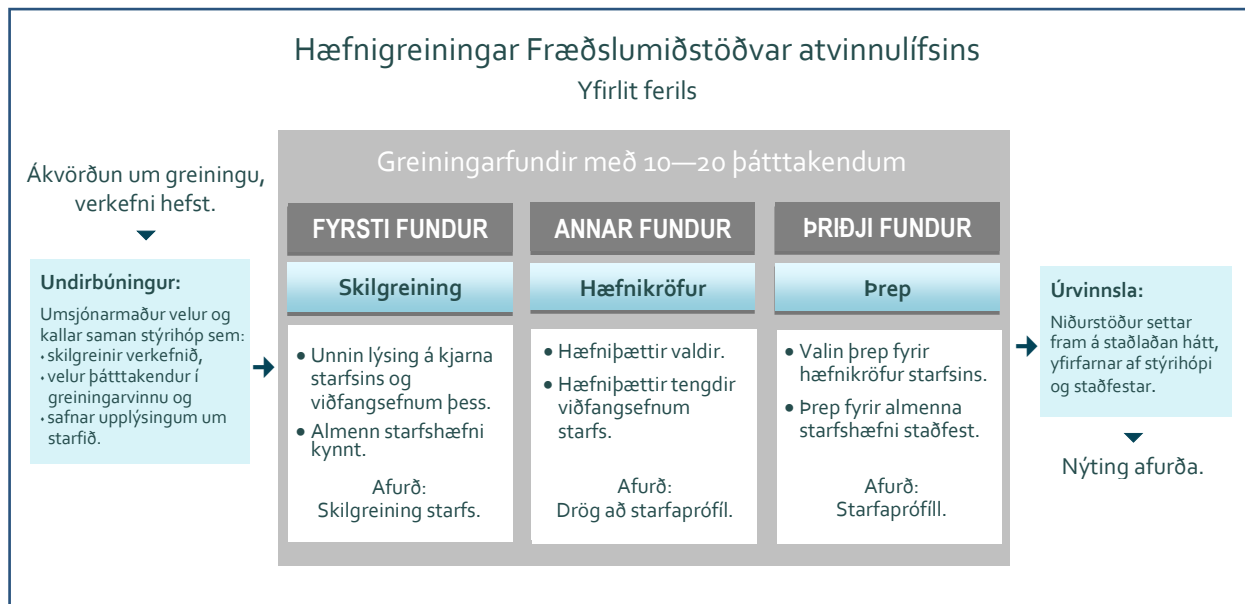 Hæfnigreiningar Fræðslumiðstöðvar atvinnulífsins
Yfirlit ferils
Ákvörðun um greiningu,
verkefni hefst.
Undirbúningur:
Umsjónarmaður velur og
kallar saman stýrihóp sem:
• skilgreinir verkefnið,
• velur þátttakendur í
greiningarvinnu og
• safnar upplýsingum um
starfið.
Greiningarfundir með 10—20 þátttakendum
FYRSTI FUNDUR
Skilgreining
• Unnin lýsing á kjarna
starfsins og
viðfangsefnum þess.
• Almenn starfshæfni
kynnt.
Afurð:
Skilgreining starfs.
ANNAR FUNDUR
Hæfnikröfur
• Hæfniþættir valdir.
• Hæfniþættir tengdir
viðfangsefnum
starfs.
Afurð:
Drög að starfaprófíl.
ÞRIÐJI FUNDUR
Þrep
• Valin þrep fyrir
hæfnikröfur starfsins.
• Þrep fyrir almenna
starfshæfni staðfest.
Afurð:
Starfaprófíll.
Úrvinnsla:
Niðurstöður settar
fram á staðlaðan hátt,
yfirfarnar af stýrihópi
og staðfestar.
Nýting afurða.